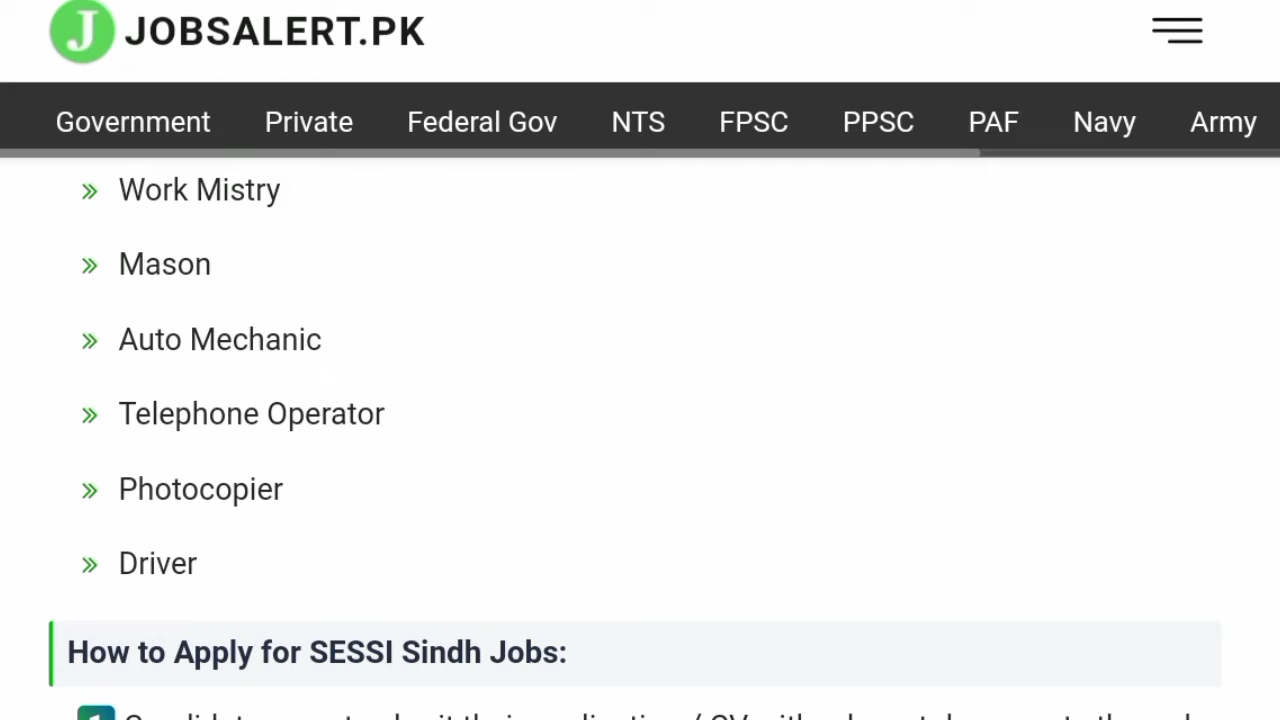 J JOBSALERT.PK
Government Private Federal Gov NTS FPSC PPSC PAF Navy Army
» Work Mistry
» Mason
» Auto Mechanic
» Telephone Operator
» Photocopier
» Driver
How to Apply for SESSI Sindh Jobs: